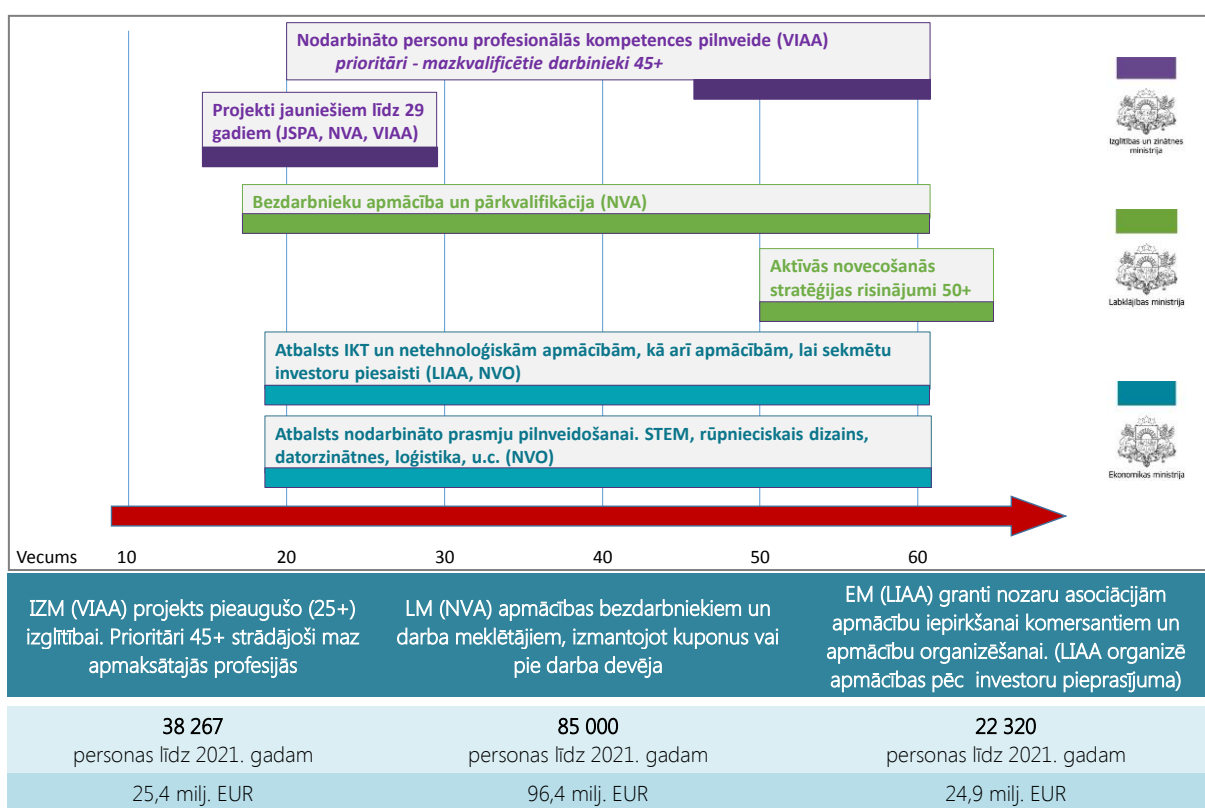 Nodarbināto personu profesionālās kompetences pilnveide (VIAA)
prioritāri - mazkvalificētie darbinieki 45+
Projekti jauniešiem līdz 29
gadiem (JSPA, NVA, VIAA)
Izglītības un zinātnes
ministrija
Bezdarbnieku apmācība un pārkvalifikācija (NVA)
Aktīvās novecošanās
stratēģijas risinājumi 50+
Labklājības ministrija
Atbalsts IKT un netehnoloģiskām apmācībām, kā arī apmācībām, lai sekmētu
investoru piesaisti (LIAA, NVO)
Atbalsts nodarbināto prasmju pilnveidošanai. STEM, rūpnieciskais dizains,
datorzinātnes, loģistika, u.c. (NVO)
Ekonomikas ministrija
Vecums 10 20 30 40 50 60
IZM (VIAA) projekts pieaugušo (25+)
izglītībai. Prioritāri 45+ strādājoši maz
apmaksātajās profesijās
LM (NVA) apmācības bezdarbniekiem un
darba meklētājiem, izmantojot kuponus vai
pie darba devēja
EM (LIAA) granti nozaru asociācijām
apmācību iepirkšanai komersantiem un
apmācību organizēšanai. (LIAA organizē
apmācības pēc investoru pieprasījuma)
38 267
personas līdz 2021. gadam
85 000
personas līdz 2021. gadam
22 320
personas līdz 2021. gadam
25,4 milj. EUR
96,4 milj. EUR
24,9 milj. EUR